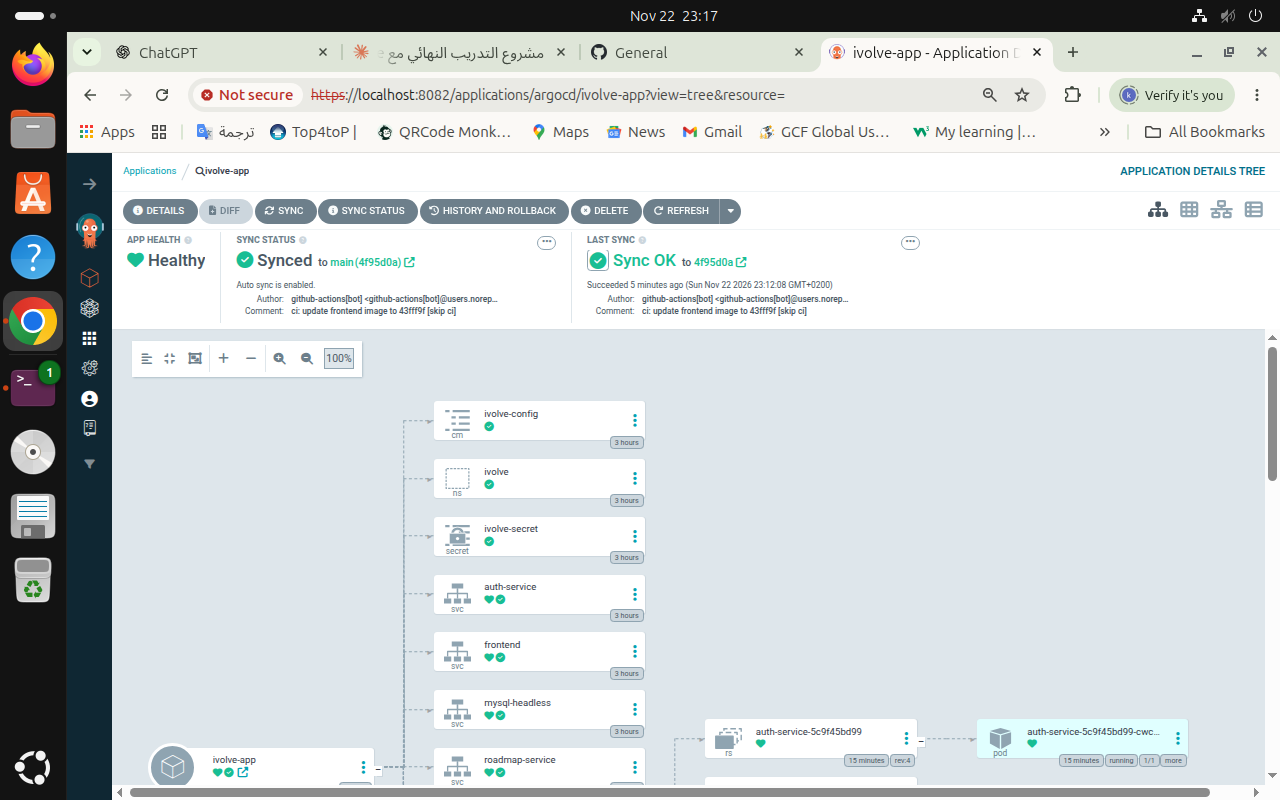 Nov 22 23:17
ChatGPT
مشروع التدريب النهائي مع
General
ivolve-app - Application D
Not secure
https://localhost:8082/applications/argocd/ivolve-app?view=tree&resource=
Verify it's you
Apps
ترجمة
Top4toP |
QRCode Monk...
Maps
News
Gmail
GCF Global Us...
My learning |...
»
All Bookmarks
Applications
ivolve-app
APPLICATION DETAILS TREE
DETAILS
DIFF
SYNC
SYNC STATUS
HISTORY AND ROLLBACK
DELETE
REFRESH
APP HEALTH
SYNC STATUS
LAST SYNC
Healthy
Synced to main (4f95d0a)
Sync OK to 4f95d0a
Auto sync is enabled.
Succeeded 5 minutes ago (Sun Nov 22 2026 23:12:08 GMT+0200)
Author: github-actions[bot] <github-actions[bot]@users.norep...
Author: github-actions[bot] <github-actions[bot]@users.norep...
Comment: ci: update frontend image to 43fff9f [skip ci]
Comment: ci: update frontend image to 43fff9f [skip ci]
100%
ivolve-config
cm
3 hours
ivolve
ns
3 hours
ivolve-secret
secret
3 hours
auth-service
svc
3 hours
frontend
svc
3 hours
mysql-headless
svc
3 hours
auth-service-5c9f45bd99
rs
15 minutes
rev:4
auth-service-5c9f45bd99-cwc...
pod
15 minutes
running
1/1
more
ivolve-app
roadmap-service
svc
>_
1